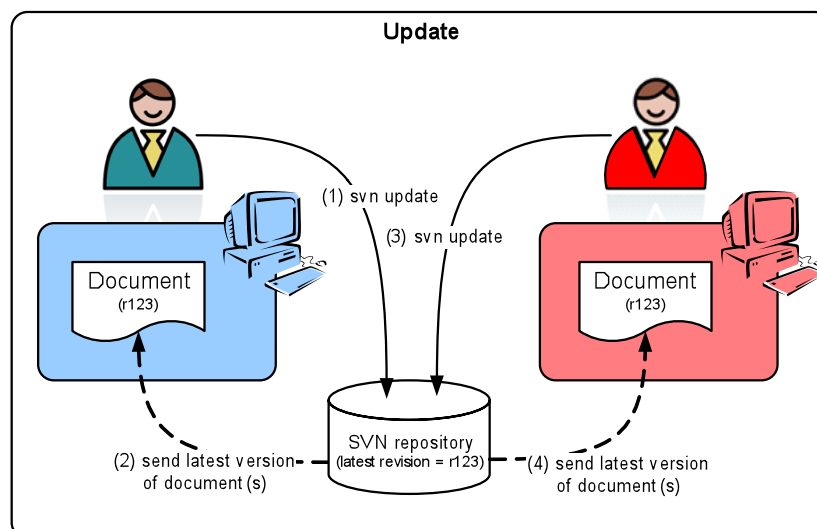 Update
(1) svn update
(3) svn update
Document
(r123)
Document
(r123)
SVN repository
(latest revision = r123)
(2) send latest version
of document(s)
(4) send latest version
of document(s)